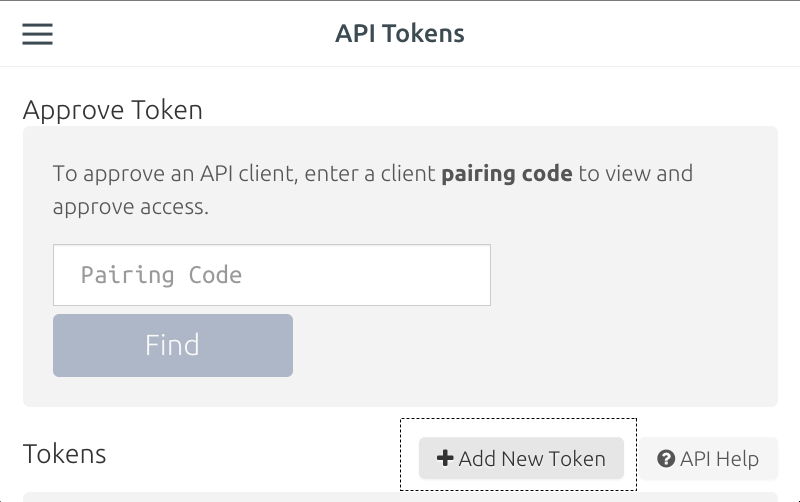 API Tokens
Approve Token
To approve an API client, enter a client pairing code to view and
approve access.
Pairing Code
Find
Tokens
Add New Token
API Help